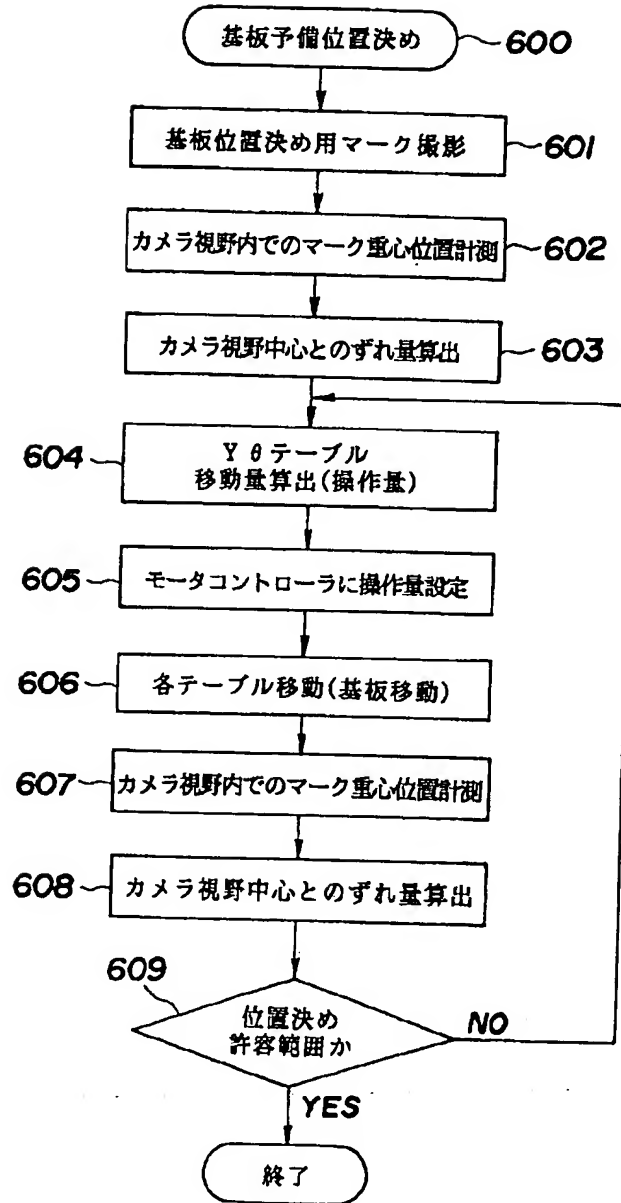 基板予備位置決め
600
基板位置決め用マーク撮影
601
カメラ視野内でのマーク重心位置計測
602
カメラ視野中心とのずれ量算出
603
604
Y θテーブル
移動量算出(操作量)
605
モータコントローラに操作量設定
606
各テーブル移動(基板移動)
607
カメラ視野内でのマーク重心位置計測
608
カメラ視野中心とのずれ量算出
609
位置決め
許容範囲か
NO
YES
終了